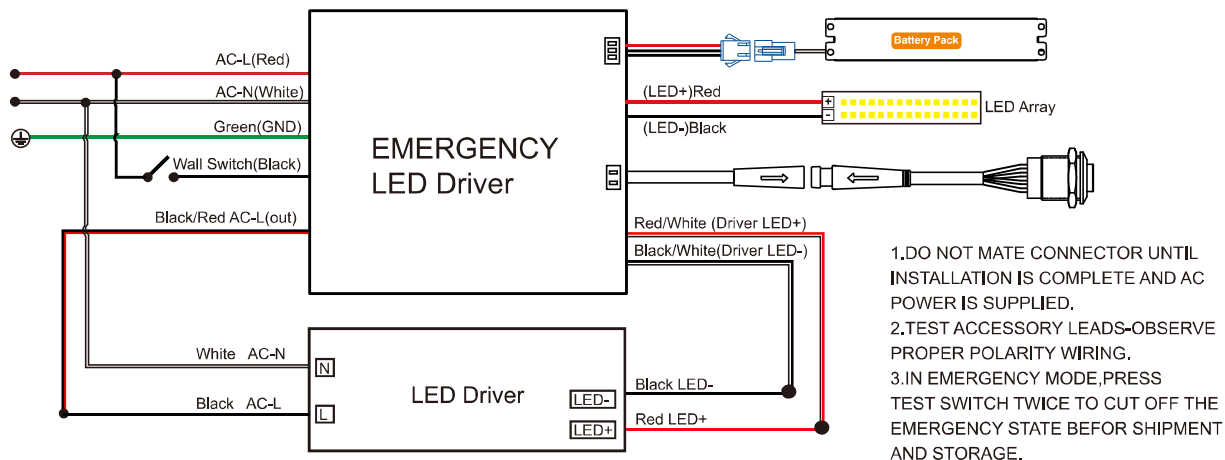 AC-L(Red)
AC-N(White)
Green(GND)
Wall Switch(Black)
Black/Red AC-L(out)
EMERGENCY
LED Driver
Battery Pack
(LED+)Red
+
-
LED Array
(LED-)Black
Red/White (Driver LED+)
Black/White(Driver LED-)
White AC-N
N
Black AC-L
L
LED Driver
LED-
LED+
Black LED-
Red LED+
1.DO NOT MATE CONNECTOR UNTIL
INSTALLATION IS COMPLETE AND AC
POWER IS SUPPLIED.
2.TEST ACCESSORY LEADS-OBSERVE
PROPER POLARITY WIRING.
3.IN EMERGENCY MODE,PRESS
TEST SWITCH TWICE TO CUT OFF THE
EMERGENCY STATE BEFOR SHIPMENT
AND STORAGE.